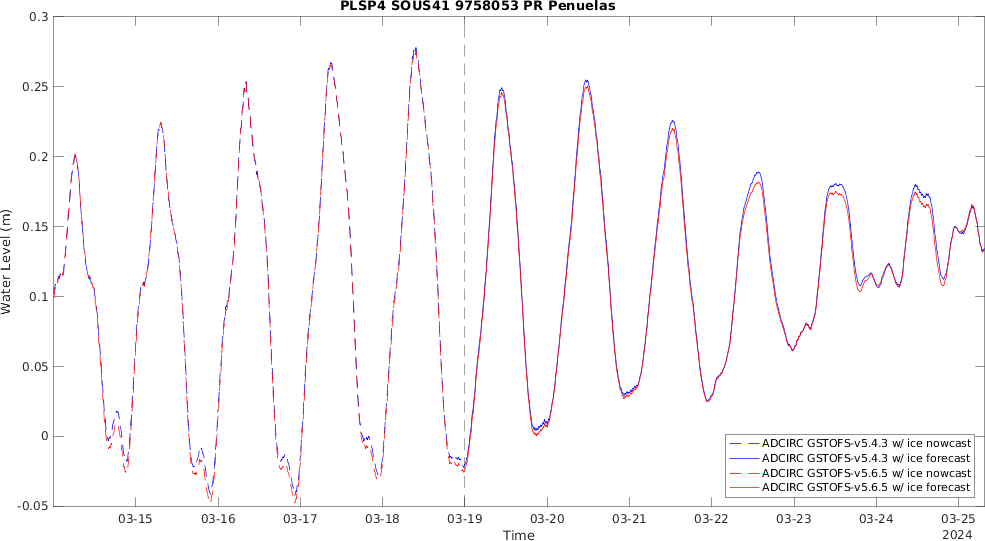 PLSP4 SOUS41 9758053 PR Penuelas
0.3
0.25
0.2
0.15
0.1
0.05
0
-0.05
Water Level (m)
03-15 03-16 03-17 03-18 03-19 03-20 03-21 03-22 03-23 03-24 03-25
Time
2024
ADCIRC GSTOFS-v5.4.3 w/ ice nowcast
ADCIRC GSTOFS-v5.4.3 w/ ice forecast
ADCIRC GSTOFS-v5.6.5 w/ ice nowcast
ADCIRC GSTOFS-v5.6.5 w/ ice forecast